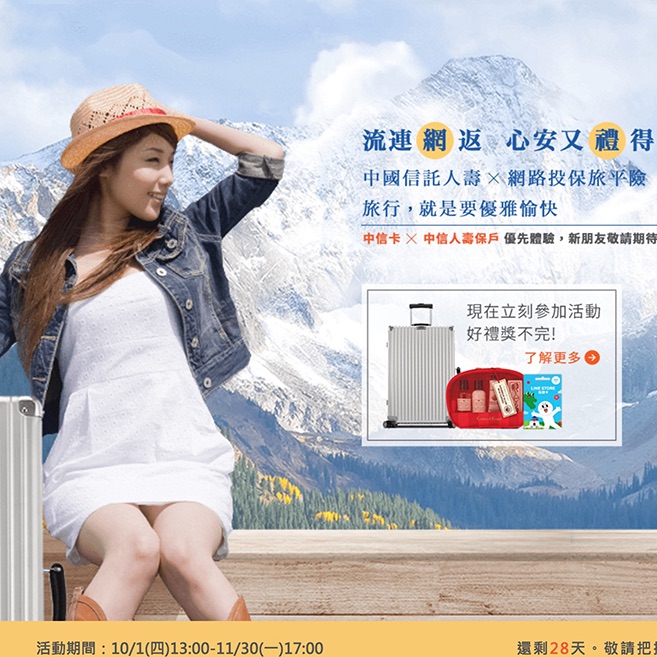 流連網返 心安又禮得
中國信託人壽 × 網路投保旅平險
旅行，就是要優雅愉快
中信卡 × 中信人壽保戶 優先體驗，新朋友敬請期待
現在立刻參加活動
好禮獎不完!
了解更多
LINE STORE
活動期間：10/1(四)13:00-11/30(一)17:00
還剩28天。敬請把